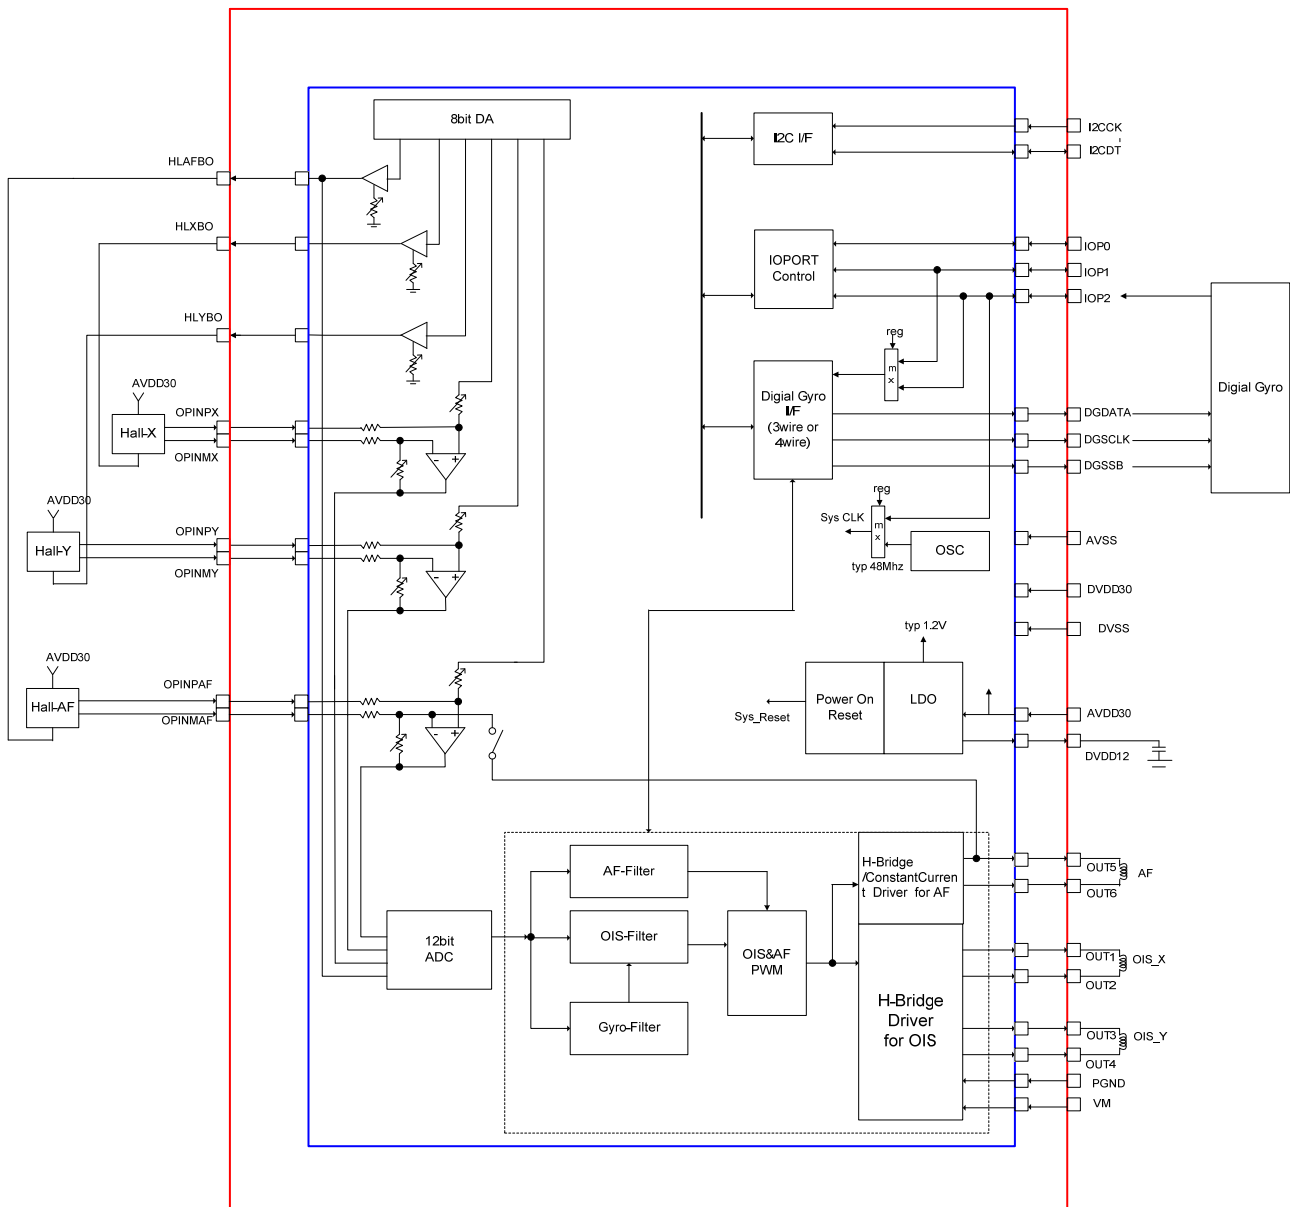 8bit DA
I2C I/F
I2CCK
I2CDT
HLAFBO
HLXBO
HLYBO
IOPORT
Control
IOP0
IOP1
IOP2
Digial Gyro
reg
m
x
Digial Gyro
I/F
(3wire or
4wire)
DGDATA
DGSCLK
DGSSB
AVDD30
Hall-X
OPINPX
OPINMX
AVDD30
Hall-Y
OPINPY
OPINMY
reg
Sys CLK
m
x
typ 48Mhz
OSC
AVSS
DVDD30
DVSS
typ 1.2V
AVDD30
Hall-AF
OPINPAF
OPINMAF
Sys_Reset
Power On
Reset
LDO
AVDD30
DVDD12
AF-Filter
H-Bridge
/ConstantCurren
t Driver for AF
OUT5
AF
OUT6
12bit
ADC
OIS-Filter
OIS&AF
PWM
Gyro-Filter
H-Bridge
Driver
for OIS
OUT1
OIS_X
OUT2
OUT3
OIS_Y
OUT4
PGND
VM